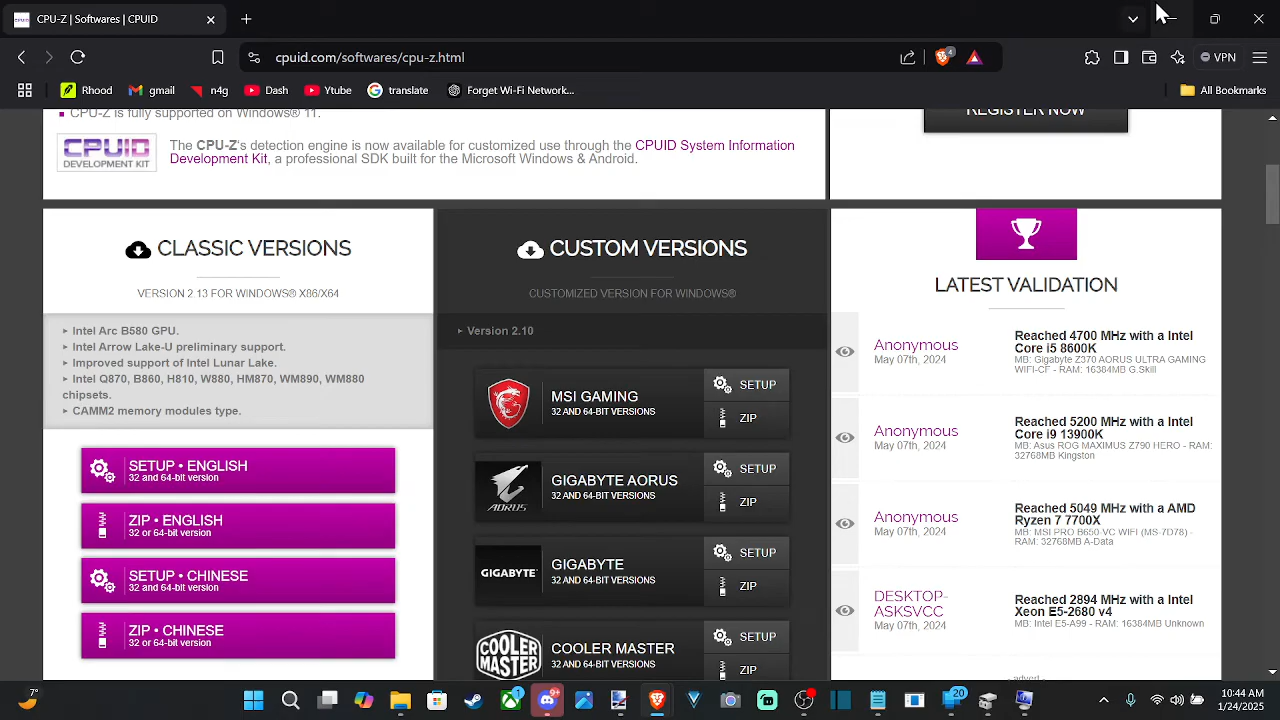 CPU-Z | Softwares | CPUID
cpuid.com/softwares/cpu-z.html
4
VPN
Rhood
gmail
n4g
Dash
Ytube
translate
Forget Wi-Fi Network...
All Bookmarks
CPU-Z is fully supported on Windows® 11.
REGISTER NOW
CPUID
DEVELOPMENT KIT
The CPU-Z's detection engine is now available for customized use through the CPUID System Information
Development Kit, a professional SDK built for the Microsoft Windows & Android.
CLASSIC VERSIONS
VERSION 2.13 FOR WINDOWS® X86/X64
Intel Arc B580 GPU.
Intel Arrow Lake-U preliminary support.
Improved support of Intel Lunar Lake.
Intel Q870, B860, H810, W880, HM870, WM890, WM880
chipsets.
CAMM2 memory modules type.
SETUP • ENGLISH
32 and 64-bit version
ZIP • ENGLISH
32 or 64-bit version
SETUP • CHINESE
32 and 64-bit version
ZIP • CHINESE
32 or 64-bit version
CUSTOM VERSIONS
CUSTOMIZED VERSION FOR WINDOWS®
Version 2.10
MSI GAMING
32 AND 64-BIT VERSIONS
SETUP
ZIP
AORUS
GIGABYTE AORUS
32 AND 64-BIT VERSIONS
SETUP
ZIP
GIGABYTE
GIGABYTE
32 AND 64-BIT VERSIONS
SETUP
ZIP
COOLER
MASTER
COOLER MASTER
32 AND 64-BIT VERSIONS
SETUP
ZIP
LATEST VALIDATION
Anonymous
May 07th, 2024
Reached 4700 MHz with a Intel
Core i5 8600K
MB: Gigabyte Z370 AORUS ULTRA GAMING
WIFI-CF - RAM: 16384MB G.Skill
Anonymous
May 07th, 2024
Reached 5200 MHz with a Intel
Core i9 13900K
MB: Asus ROG MAXIMUS Z790 HERO - RAM:
32768MB Kingston
Anonymous
May 07th, 2024
Reached 5049 MHz with a AMD
Ryzen 7 7700X
MB: MSI PRO B650-VC WIFI (MS-7D78) -
RAM: 32768MB A-Data
DESKTOP-
ASKSVCC
May 07th, 2024
Reached 2894 MHz with a Intel
Xeon E5-2680 v4
MB: Intel E5-A99 - RAM: 16384MB Unknown
- advert -
1
9+
20
10:44 AM
1/24/2025